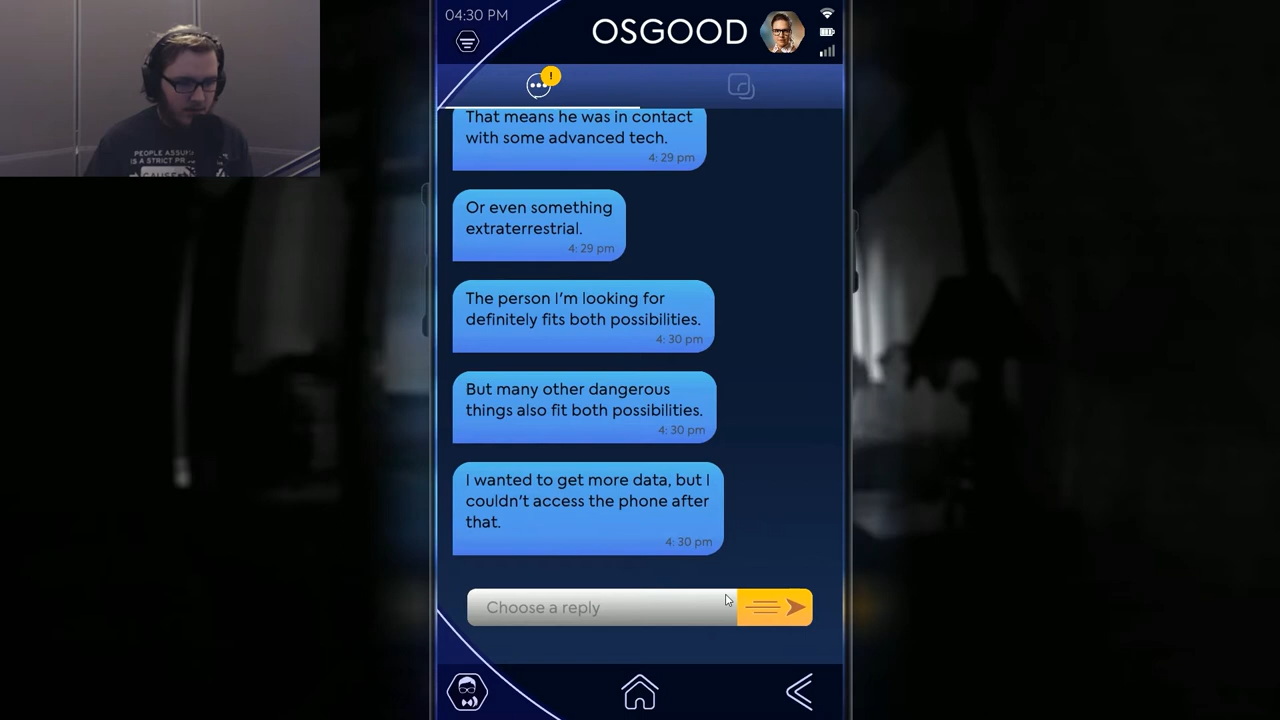 04:30 PM
OSGOOD
!
That means he was in contact
with some advanced tech.
4: 29 pm
Or even something
extraterrestrial.
4: 29 pm
The person I'm looking for
definitely fits both possibilities.
4: 30 pm
But many other dangerous
things also fit both possibilities.
4: 30 pm
I wanted to get more data, but I
couldn't access the phone after
that.
4: 30 pm
Choose a reply
PEOPLE ASSUM
IS A STRICT PR
CAUSE